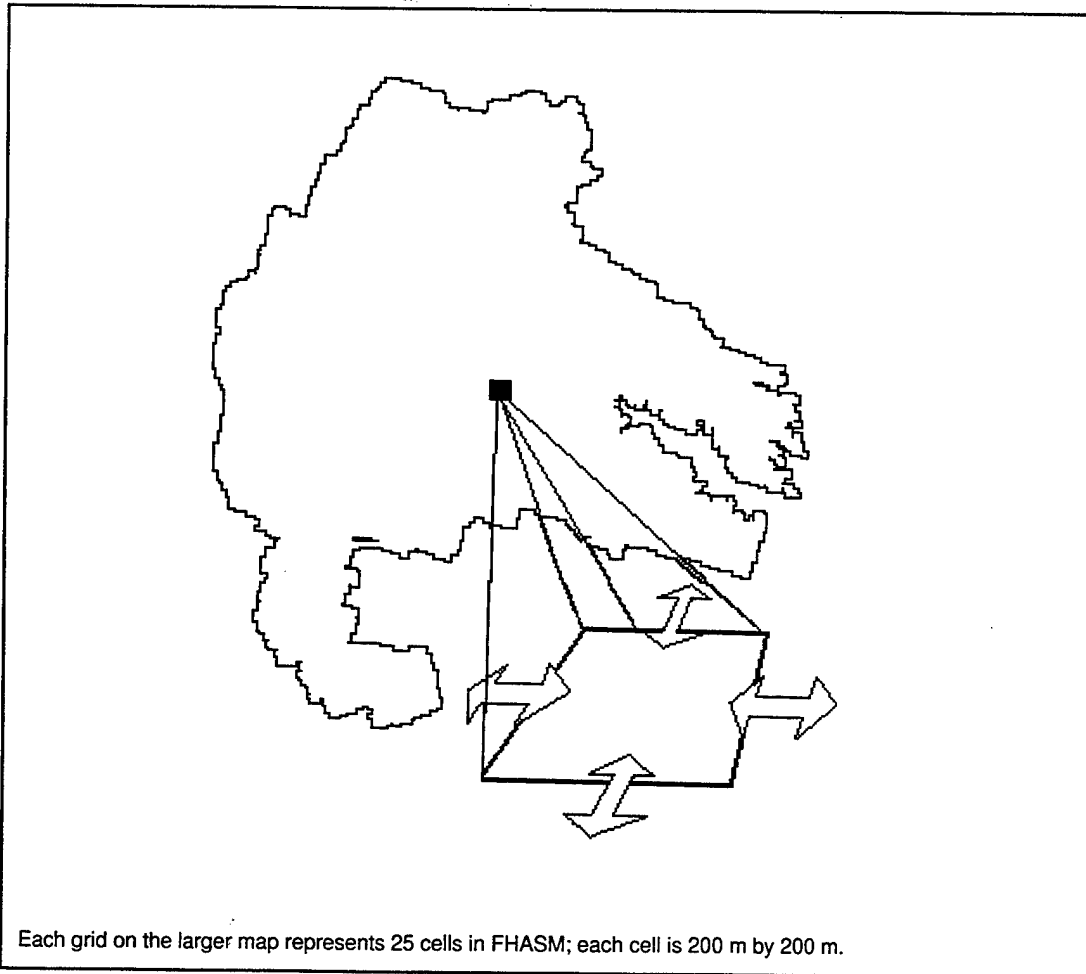 Each grid on the larger map represents 25 cells in FHASM; each cell is 200 m by 200 m.